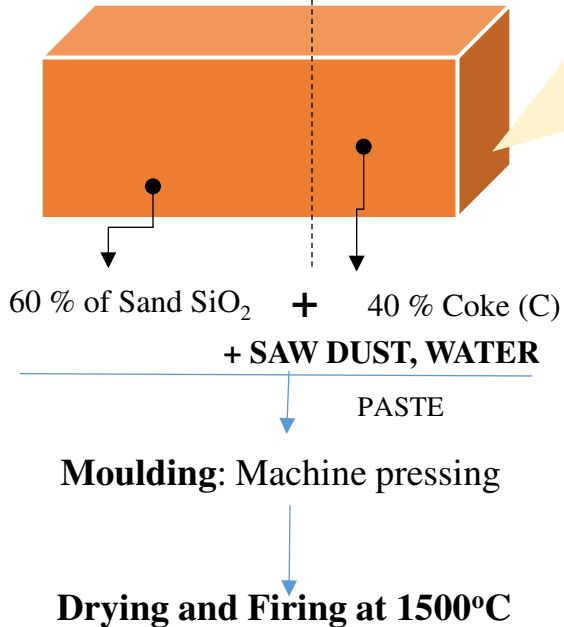 60 % of Sand SiO₂ + 40 % Coke (C)
+ SAW DUST, WATER
PASTE
Moulding: Machine pressing
Drying and Firing at 1500ᵒC